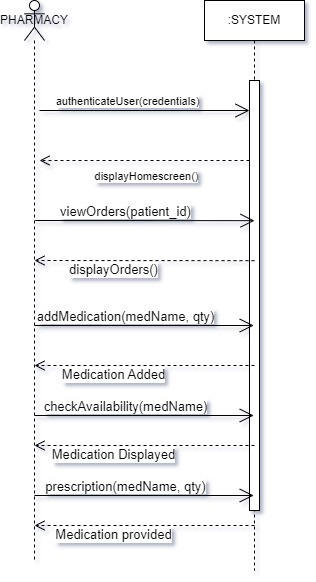 PHARMACY
:SYSTEM
authenticateUser(credentials)
displayHomescreen()
viewOrders(patient_id)
displayOrders()
addMedication(medName, qty)
Medication Added
checkAvailability(medName)
Medication Displayed
prescription(medName, qty)
Medication provided